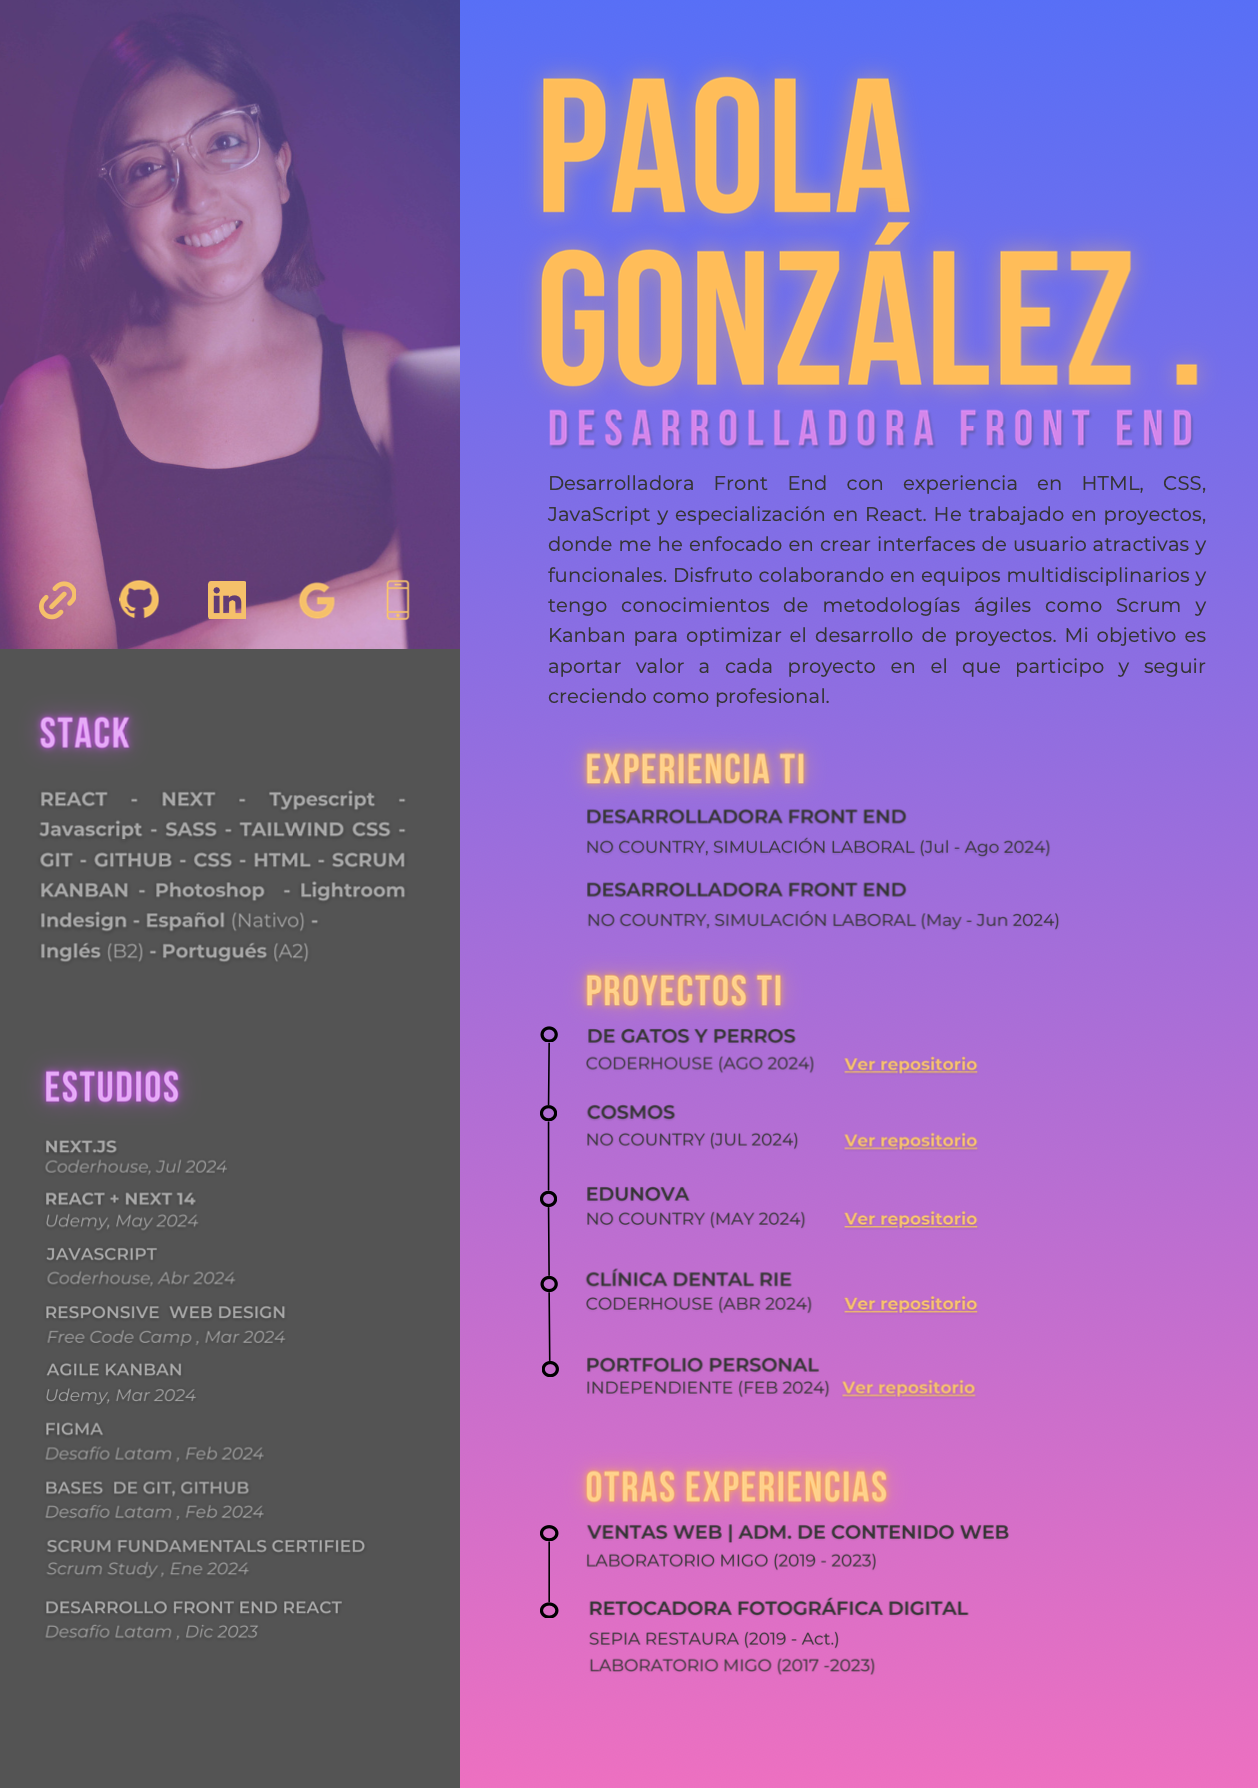 PAOLA
GONZÁLEZ .
DESARROLLADORA FRONT END
Desarrolladora Front End con experiencia en HTML, CSS,
JavaScript y especialización en React. He trabajado en proyectos,
donde me he enfocado en crear interfaces de usuario atractivas y
funcionales. Disfruto colaborando en equipos multidisciplinarios y
tengo conocimientos de metodologías ágiles como Scrum y
Kanban para optimizar el desarrollo de proyectos. Mi objetivo es
aportar valor a cada proyecto en el que participo y seguir
creciendo como profesional.
in
G
STACK
REACT - NEXT - Typescript -
Javascript - SASS - TAILWIND CSS -
GIT - GITHUB - CSS - HTML - SCRUM
KANBAN - Photoshop - Lightroom
Indesign - Español (Nativo) -
Inglés (B2) - Portugués (A2)
ESTUDIOS
NEXT.JS
Coderhouse, Jul 2024
REACT + NEXT 14
Udemy, May 2024
JAVASCRIPT
Coderhouse, Abr 2024
RESPONSIVE WEB DESIGN
Free Code Camp , Mar 2024
AGILE KANBAN
Udemy, Mar 2024
FIGMA
Desafío Latam , Feb 2024
BASES DE GIT, GITHUB
Desafío Latam , Feb 2024
SCRUM FUNDAMENTALS CERTIFIED
Scrum Study , Ene 2024
DESARROLLO FRONT END REACT
Desafío Latam , Dic 2023
EXPERIENCIA TI
DESARROLLADORA FRONT END
NO COUNTRY, SIMULACIÓN LABORAL (Jul - Ago 2024)
DESARROLLADORA FRONT END
NO COUNTRY, SIMULACIÓN LABORAL (May - Jun 2024)
PROYECTOS TI
DE GATOS Y PERROS
CODERHOUSE (AGO 2024) Ver repositorio
COSMOS
NO COUNTRY (JUL 2024) Ver repositorio
EDUNOVA
NO COUNTRY (MAY 2024) Ver repositorio
CLÍNICA DENTAL RIE
CODERHOUSE (ABR 2024) Ver repositorio
PORTFOLIO PERSONAL
INDEPENDIENTE (FEB 2024) Ver repositorio
OTRAS EXPERIENCIAS
VENTAS WEB | ADM. DE CONTENIDO WEB
LABORATORIO MIGO (2019 - 2023)
RETOCADORA FOTOGRÁFICA DIGITAL
SEPIA RESTAURA (2019 - Act.)
LABORATORIO MIGO (2017 -2023)